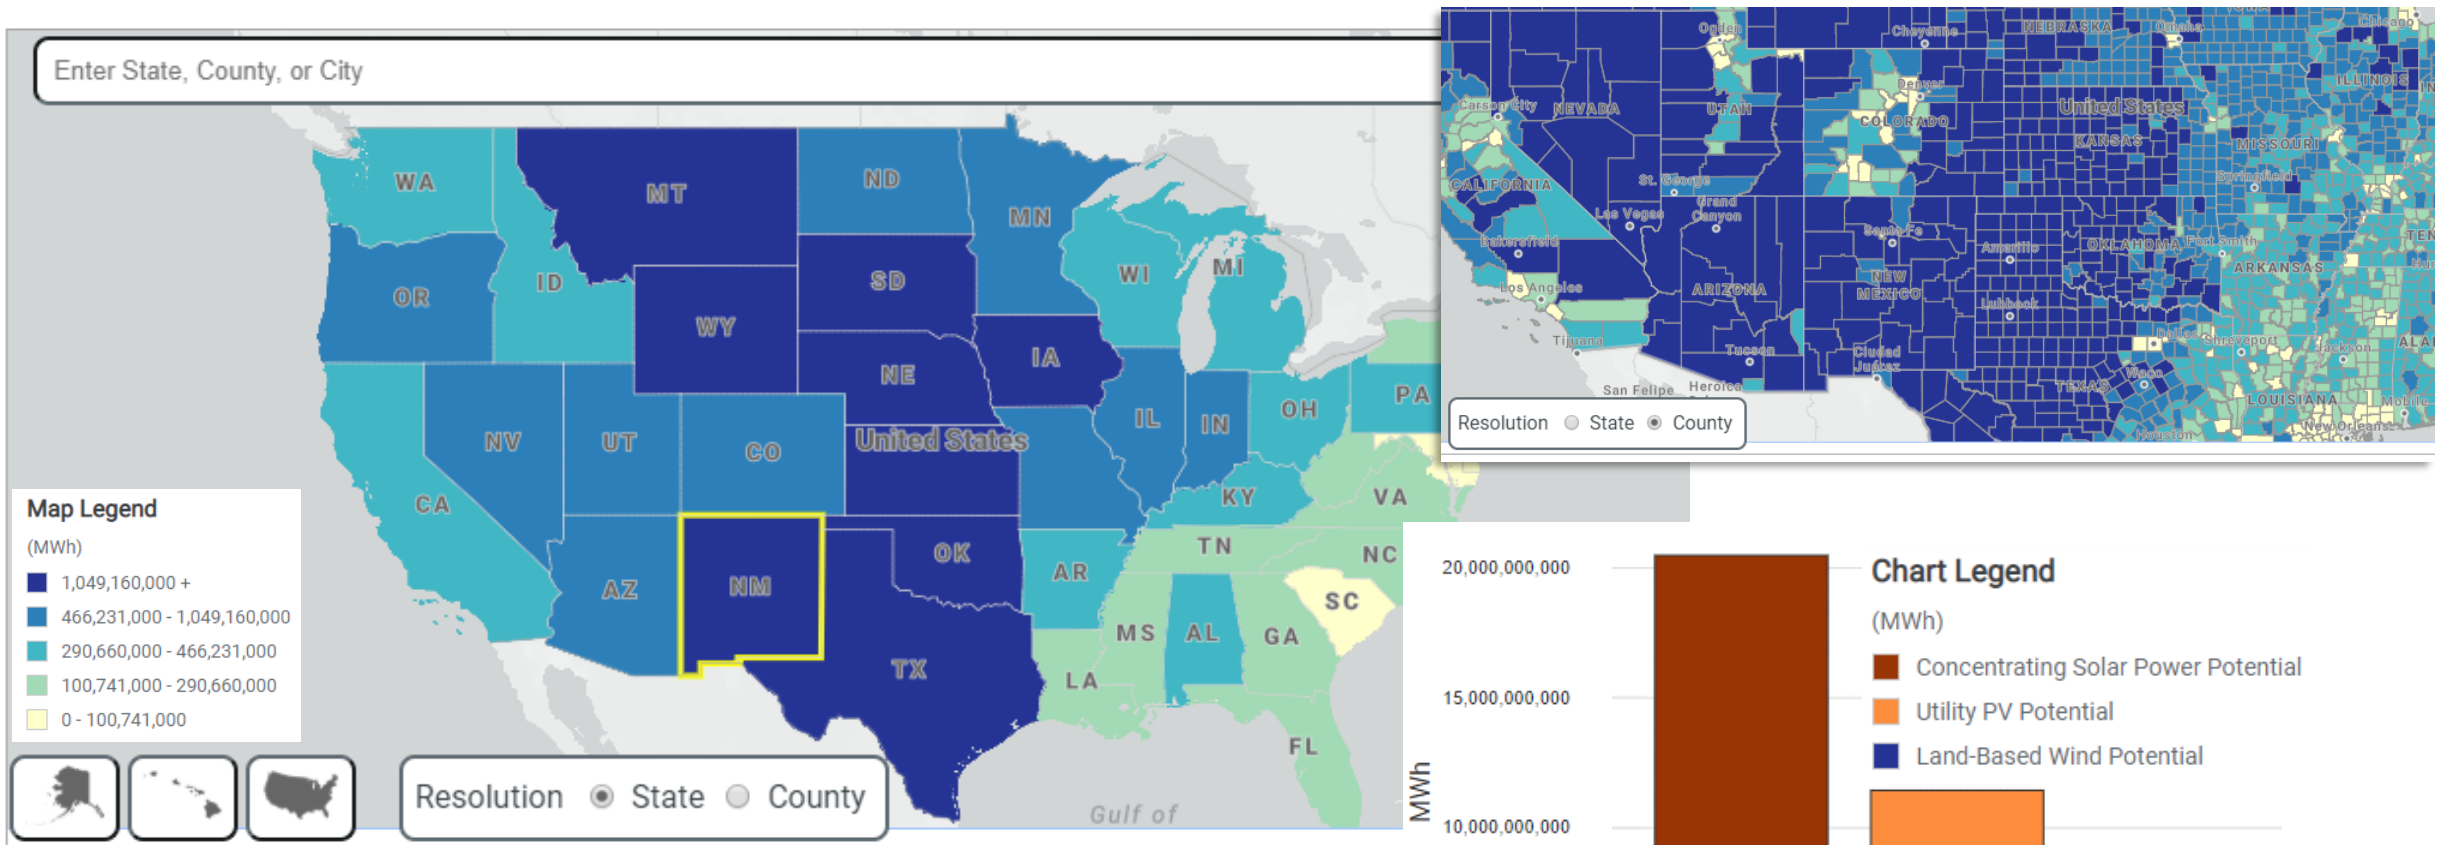 Enter State, County, or City
WA
MT
ND
MN
OR
ID
SD
WI
MI
WY
IA
NE
PA
NV
UT
CO
United States
IL
IN
OH
CA
KY
VA
AZ
NM
OK
AR
TN
NC
SC
TX
MS
AL
GA
LA
FL
Gulf of
Map Legend
(MWh)
1,049,160,000 +
466,231,000 - 1,049,160,000
290,660,000 - 466,231,000
100,741,000 - 290,660,000
0 - 100,741,000
Resolution State County
Ogden
Cheyenne
NEBRASKA
Omaha
Chicago
Carson City
NEVADA
UTAH
Denver
COLORADO
United States
KANSAS
ILLINOIS
IN
MISSOURI
CALIFORNIA
St. George
Springfield
Las Vegas
Grand
Canyon
Bakersfield
Santa Fe
Amarillo
OKLAHOMA
Fort Smith
TEN
ARKANSAS
Los Angeles
ARIZONA
NEW
MEXICO
Lubbock
Tijuana
Tucson
Ciudad
Juárez
Dallas
Shreveport
Jackson
ALA
San Felipe
Heroica
TEXAS
Waco
LOUISIANA
Mobile
Houston
New Orleans
Resolution State County
20,000,000,000
15,000,000,000
10,000,000,000
MWh
Chart Legend
(MWh)
Concentrating Solar Power Potential
Utility PV Potential
Land-Based Wind Potential